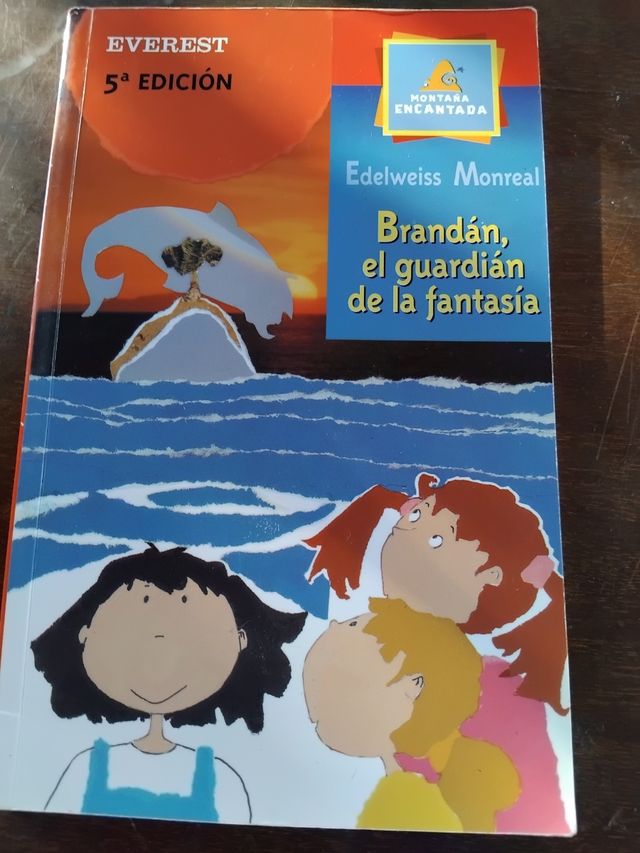 EVEREST
5ª EDICIÓN
MONTAÑA
ENCANTADA
Edelweiss Monreal
Brandán,
el guardián
de la fantasía